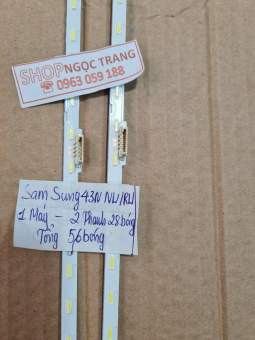 SHOP NGỌC TRANG
0963 059 188
Sam Sung 43N NU/RU
1 Máy - 2 Thanh 28 bóng
Tổng 56 bóng